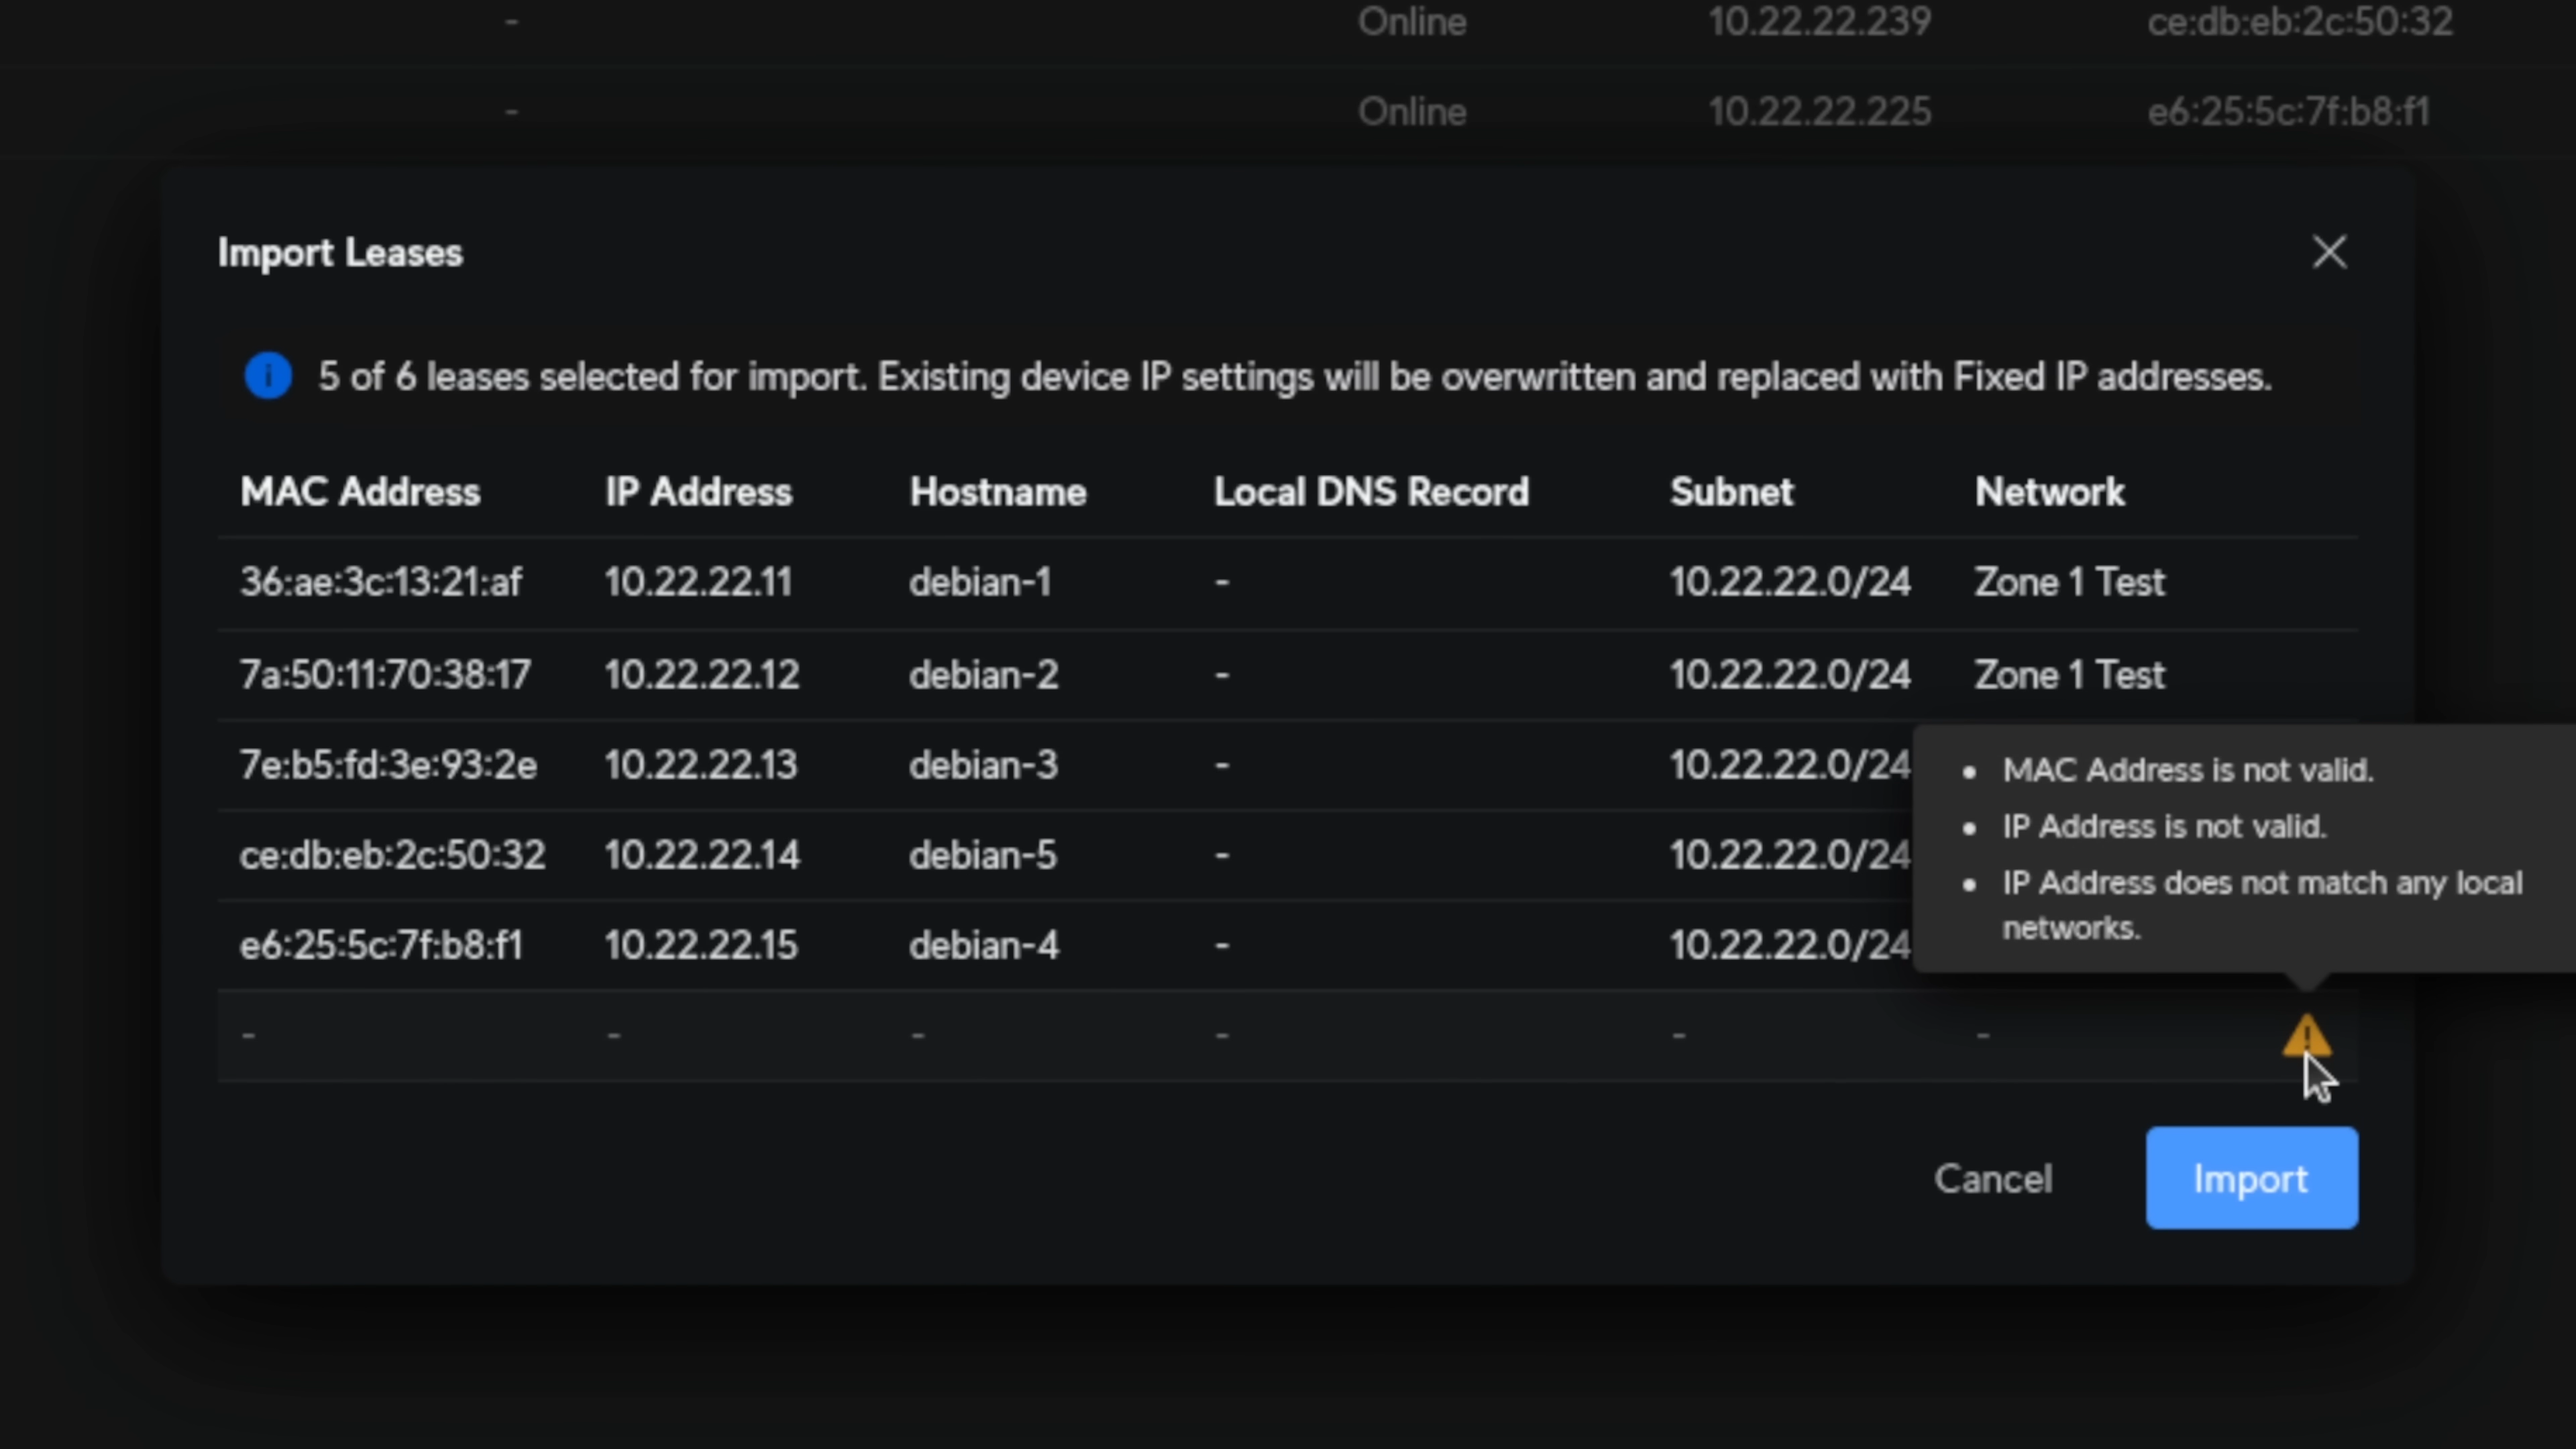 - Online 10.22.22.239 ce:db:eb:2c:50:32
- Online 10.22.22.225 e6:25:5c:7f:b8:f1
Import Leases
5 of 6 leases selected for import. Existing device IP settings will be overwritten and replaced with Fixed IP addresses.
MAC Address IP Address Hostname Local DNS Record Subnet Network
36:ae:3c:13:21:af 10.22.22.11 debian-1 - 10.22.22.0/24 Zone 1 Test
7a:50:11:70:38:17 10.22.22.12 debian-2 - 10.22.22.0/24 Zone 1 Test
7e:b5:fd:3e:93:2e 10.22.22.13 debian-3 - 10.22.22.0/24
ce:db:eb:2c:50:32 10.22.22.14 debian-5 - 10.22.22.0/24
e6:25:5c:7f:b8:f1 10.22.22.15 debian-4 - 10.22.22.0/24
- - - - - -
• MAC Address is not valid.
• IP Address is not valid.
• IP Address does not match any local
networks.
Cancel Import